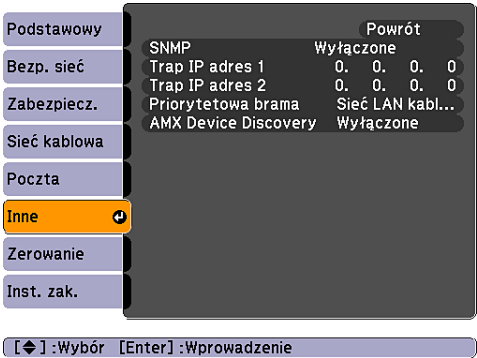 Podstawowy
Bezp. sieć
Zabezpiecz.
Sieć kablowa
Poczta
Inne
Zerowanie
Inst. zak.
Powrót
SNMP Wyłączone
Trap IP adres 1 0. 0. 0. 0
Trap IP adres 2 0. 0. 0. 0
Priorytetowa brama Sieć LAN kabl...
AMX Device Discovery Wyłączone
[◆] :Wybór [Enter] :Wprowadzenie